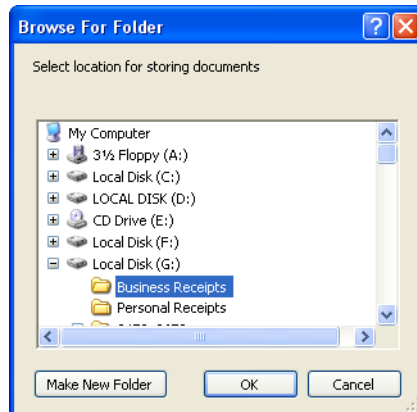 Browse For Folder
Select location for storing documents
My Computer
3½ Floppy (A:)
Local Disk (C:)
LOCAL DISK (D:)
CD Drive (E:)
Local Disk (F:)
Local Disk (G:)
Business Receipts
Personal Receipts
Make New Folder OK Cancel